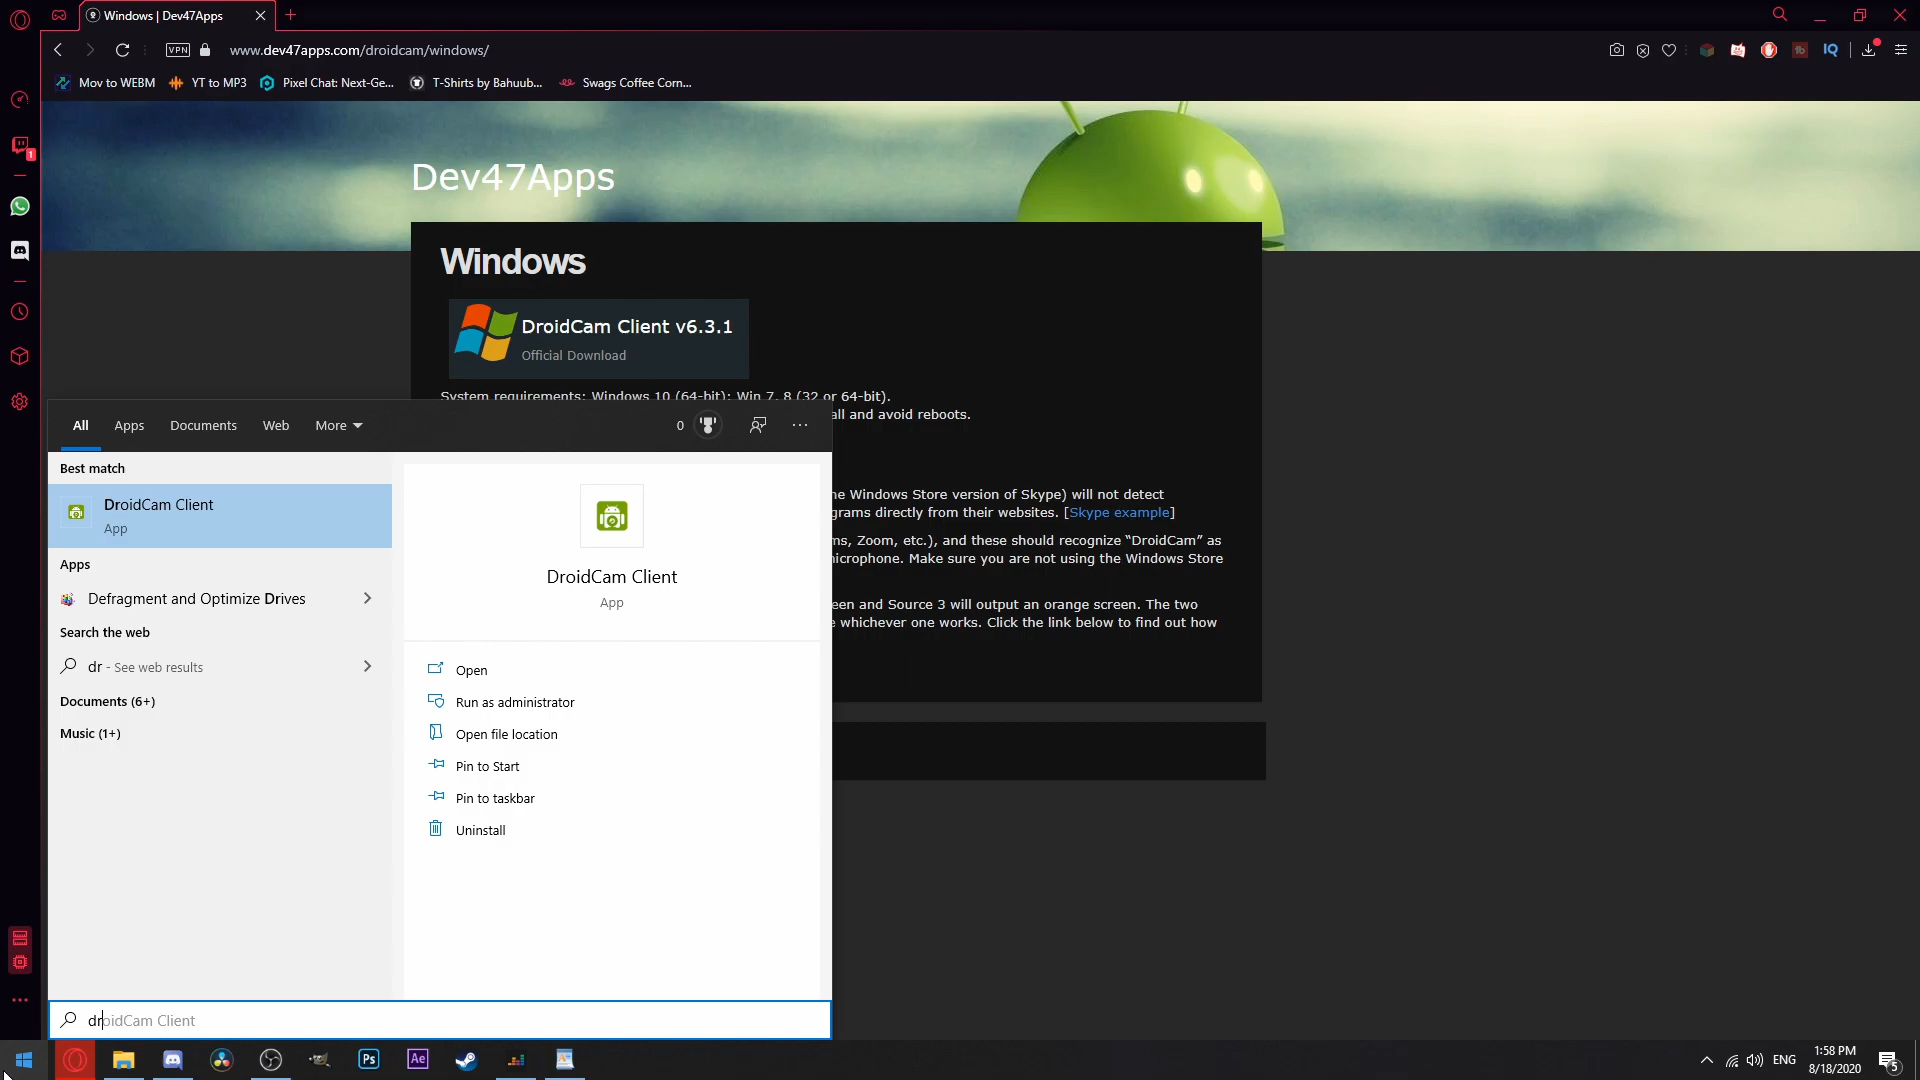 Windows | Dev47Apps
VPN
www.dev47apps.com/droidcam/windows/
IQ
Mov to WEBM
YT to MP3
Pixel Chat: Next-Ge...
T-Shirts by Bahuub...
Swags Coffee Corn...
1
Dev47Apps
Windows
DroidCam Client v6.3.1
Official Download
System requirements: Windows 10 (64-bit); Win 7, 8 (32 or 64-bit).
all and avoid reboots.
All
Apps
Documents
Web
More
0
Best match
DroidCam Client
App
Apps
Defragment and Optimize Drives
Search the web
dr - See web results
Documents (6+)
Music (1+)
DroidCam Client
App
Open
Run as administrator
Open file location
Pin to Start
Pin to taskbar
Uninstall
he Windows Store version of Skype) will not detect
grams directly from their websites. [Skype example]
ms, Zoom, etc.), and these should recognize “DroidCam” as
microphone. Make sure you are not using the Windows Store
een and Source 3 will output an orange screen. The two
e whichever one works. Click the link below to find out how
droidCam Client
Ps
Ae
ENG
1:58 PM
8/18/2020
5